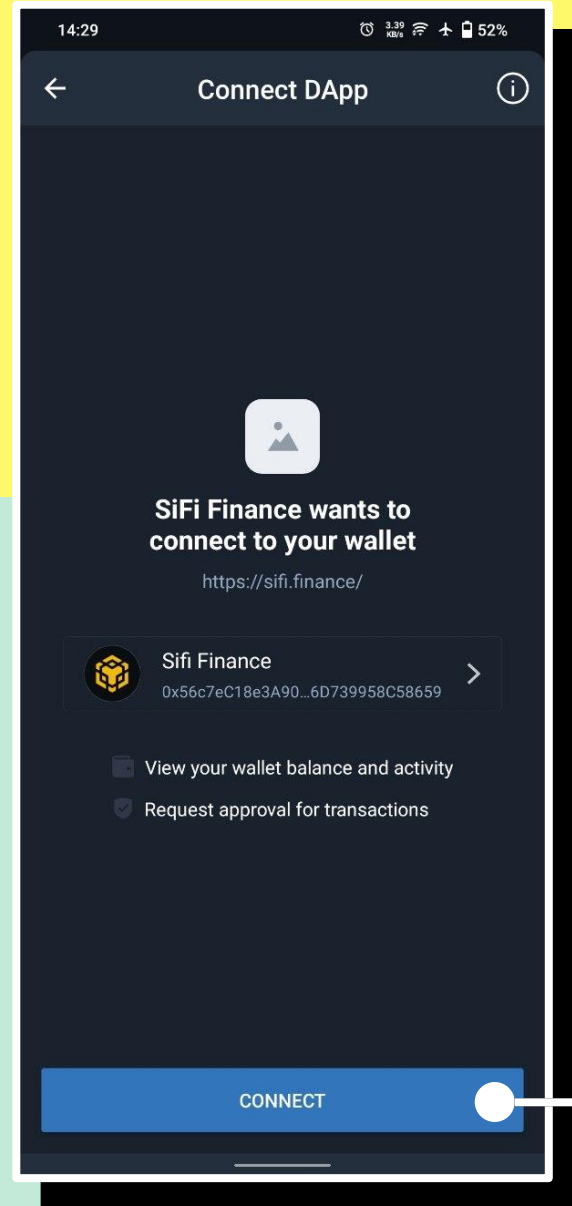 14:29
3.39
KB/s
52%
Connect DApp
SiFi Finance wants to
connect to your wallet
https://sifi.finance/
Sifi Finance
0x56c7eC18e3A90...6D739958C58659
View your wallet balance and activity
Request approval for transactions
CONNECT